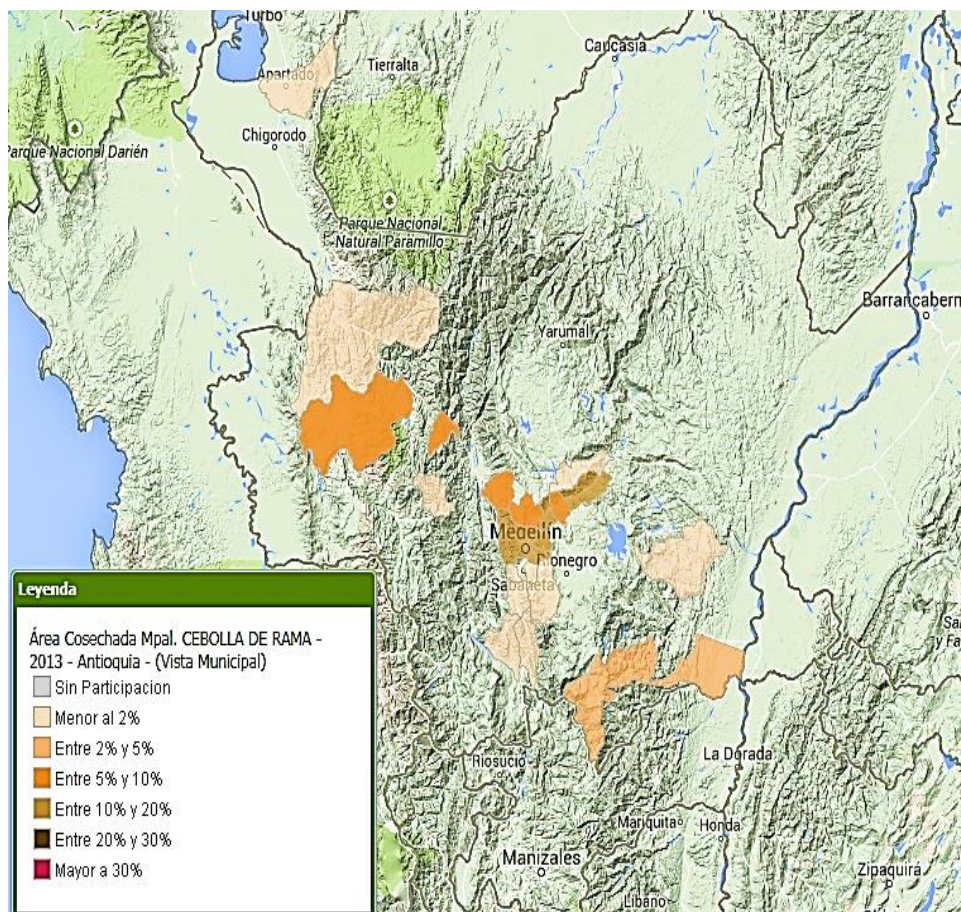 Turbo
Caucasia
Apartado
Tierralta
Chigorodo
Parque Nacional Darién
Parque Nacional
Natural Paramillo
Barrancaberm
Yarumal
Medellín
Rionegro
Sabaneta
Leyenda
Área Cosechada Mpal. CEBOLLA DE RAMA -
2013 - Antioquia - (Vista Municipal)
Sin Participacion
Menor al 2%
Entre 2% y 5%
Entre 5% y 10%
Entre 10% y 20%
Entre 20% y 30%
Mayor a 30%
Riosucio
La Dorada
Mariquita
Honda
Manizales
Zipaquirá
Líbano